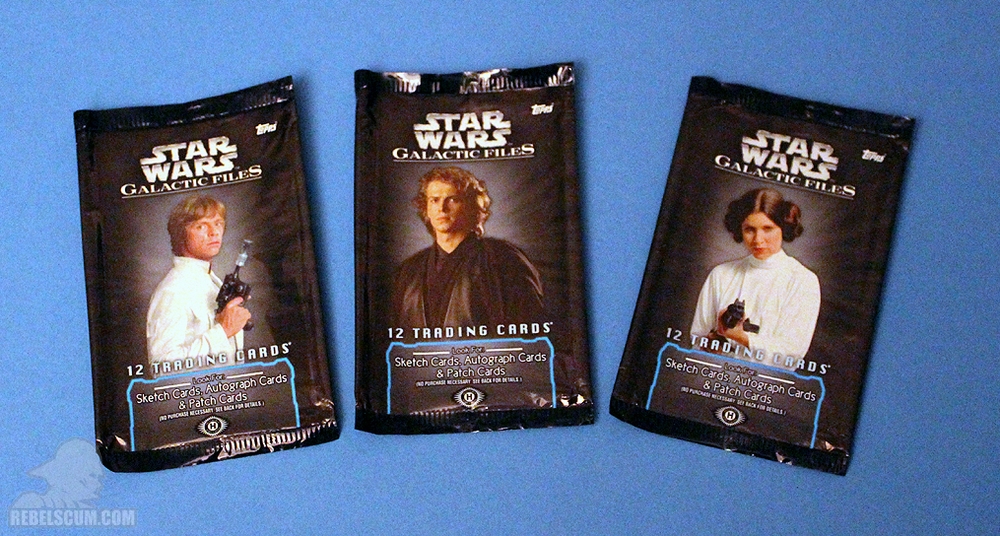 Topps
STAR
WARS
GALACTIC FILES
12 TRADING CARDS*
Look For:
Sketch Cards, Autograph Cards
& Patch Cards
(NO PURCHASE NECESSARY. SEE BACK FOR DETAILS.)
H
Topps
STAR
WARS
GALACTIC FILES
12 TRADING CARDS*
Look For:
Sketch Cards, Autograph Cards
& Patch Cards
(NO PURCHASE NECESSARY. SEE BACK FOR DETAILS.)
H
Topps
STAR
WARS
GALACTIC FILES
12 TRADING CARDS*
Look For:
Sketch Cards, Autograph Cards
& Patch Cards
(NO PURCHASE NECESSARY. SEE BACK FOR DETAILS.)
H
REBELSCUM.COM